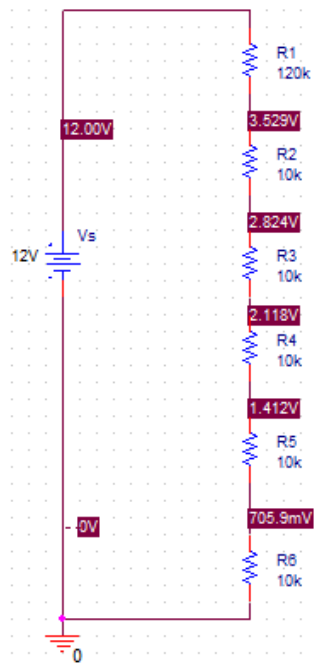 R1
120k
3.529V
12.00V
R2
10k
2.824V
Vs
12V
R3
10k
2.118V
R4
10k
1.412V
R5
10k
705.9mV
0V
R6
10k
0